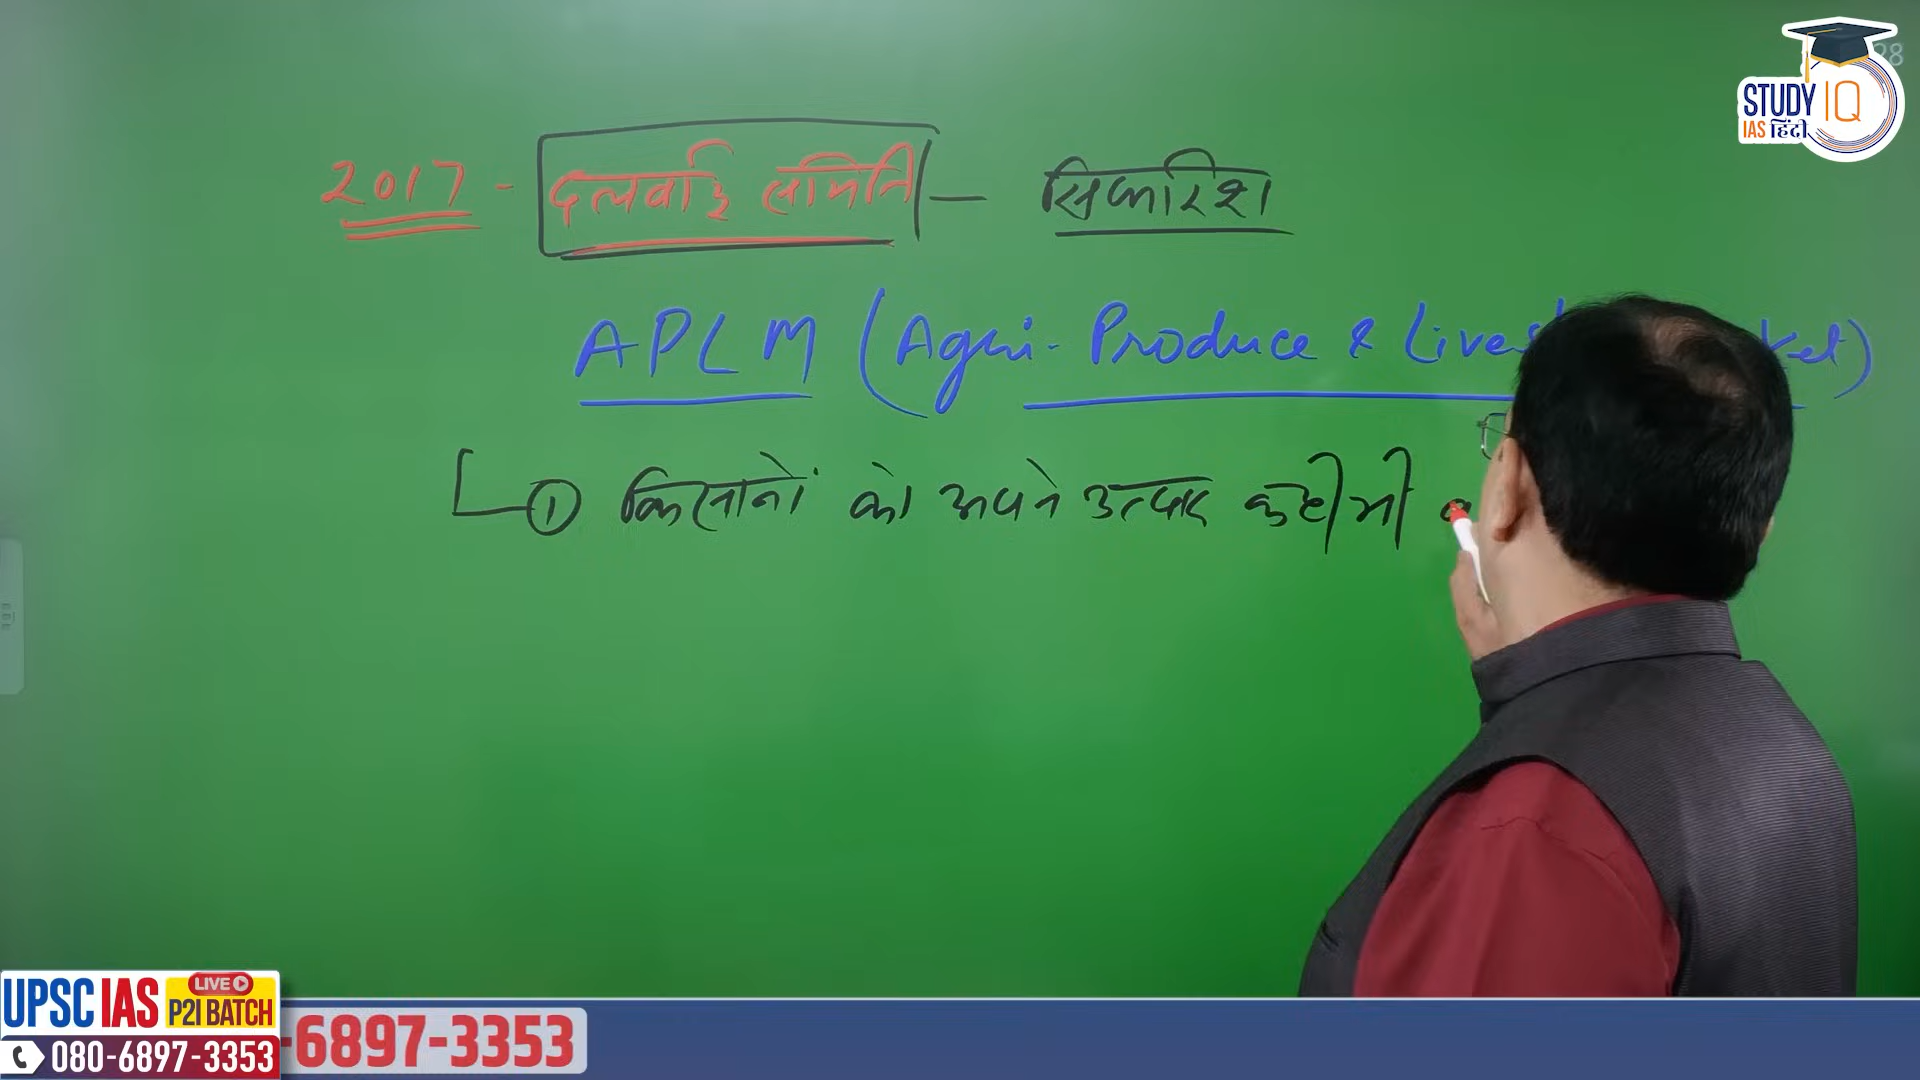 STUDY IQ
IAS हिंदी
28
2017 - दलवाई समिति — सिफारिश
APLM (Agri-Produce &
① किसानों को अपने उत्पाद कहीं भी
UPSC IAS
LIVE
P2I BATCH
080-6897-3353
-6897-3353